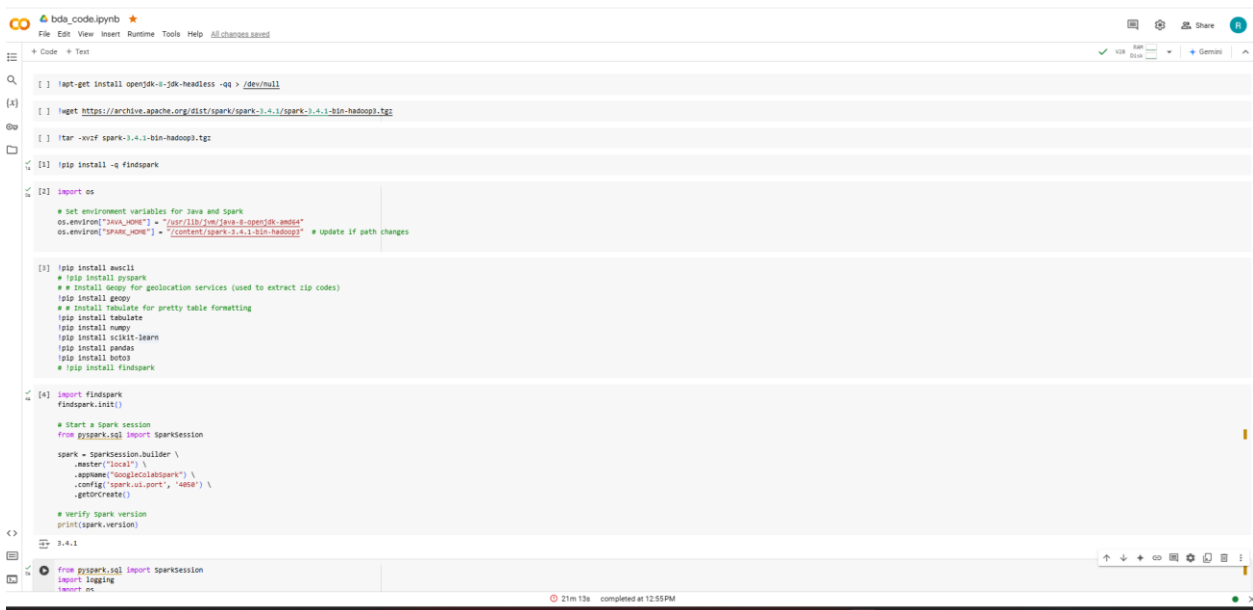 CO bda_code.ipynb
File Edit View Insert Runtime Tools Help All changes saved
Share R
+ Code + Text
V28 RAM Disk Gemini
[ ] !apt-get install openjdk-8-jdk-headless -qq > /dev/null
[ ] !wget https://archive.apache.org/dist/spark/spark-3.4.1/spark-3.4.1-bin-hadoop3.tgz
[ ] !tar -xvzf spark-3.4.1-bin-hadoop3.tgz
[1] !pip install -q findspark
[2] import os
# Set environment variables for Java and Spark
os.environ["JAVA_HOME"] = "/usr/lib/jvm/java-8-openjdk-amd64"
os.environ["SPARK_HOME"] = "/content/spark-3.4.1-bin-hadoop3" # Update if path changes
[3] !pip install awscli
# !pip install pyspark
# # Install Geopy for geolocation services (used to extract zip codes)
!pip install geopy
# # Install Tabulate for pretty table formatting
!pip install tabulate
!pip install numpy
!pip install scikit-learn
!pip install pandas
!pip install boto3
# !pip install findspark
[4] import findspark
findspark.init()
# Start a Spark session
from pyspark.sql import SparkSession
spark = SparkSession.builder \
.master("local") \
.appName("GoogleColabSpark") \
.config('spark.ui.port', '4050') \
.getOrCreate()
# Verify Spark version
print(spark.version)
3.4.1
from pyspark.sql import SparkSession
import logging
import os
21m 13s completed at 12:55 PM